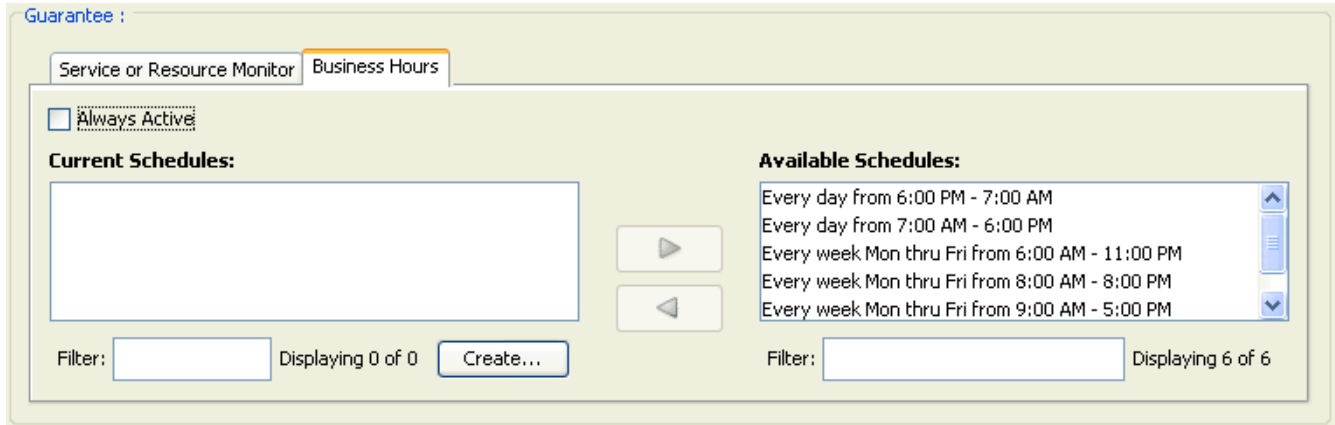 Guarantee :
Service or Resource Monitor
Business Hours
Always Active
Current Schedules:
Available Schedules:
Every day from 6:00 PM - 7:00 AM
Every day from 7:00 AM - 6:00 PM
Every week Mon thru Fri from 6:00 AM - 11:00 PM
Every week Mon thru Fri from 8:00 AM - 8:00 PM
Every week Mon thru Fri from 9:00 AM - 5:00 PM
Filter:
Displaying 0 of 0
Create...
Filter:
Displaying 6 of 6